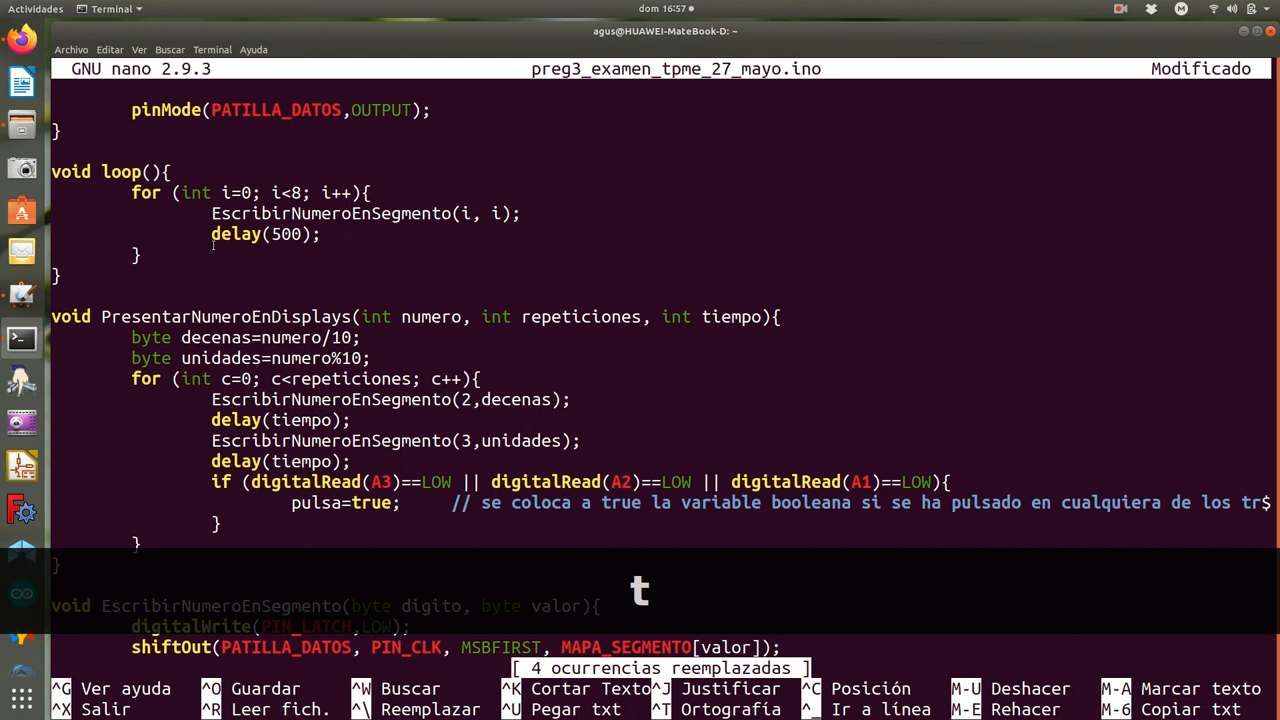 Actividades Terminal dom 16:57
agus@HUAWEI-MateBook-D: ~
Archivo Editar Ver Buscar Terminal Ayuda
GNU nano 2.9.3 preg3_examen_tpme_27_mayo.ino Modificado
pinMode(PATILLA_DATOS,OUTPUT);
}
void loop(){
for (int i=0; i<8; i++){
EscribirNumeroEnSegmento(i, i);
delay(500);
}
}
void PresentarNumeroEnDisplays(int numero, int repeticiones, int tiempo){
byte decenas=numero/10;
byte unidades=numero%10;
for (int c=0; c<repeticiones; c++){
EscribirNumeroEnSegmento(2,decenas);
delay(tiempo);
EscribirNumeroEnSegmento(3,unidades);
delay(tiempo);
if (digitalRead(A3)==LOW || digitalRead(A2)==LOW || digitalRead(A1)==LOW){
pulsa=true; // se coloca a true la variable booleana si se ha pulsado en cualquiera de los tr$
}
}
}
t
void EscribirNumeroEnSegmento(byte digito, byte valor){
digitalWrite(PIN_LATCH,LOW);
shiftOut(PATILLA_DATOS, PIN_CLK, MSBFIRST, MAPA_SEGMENTO[valor]);
[ 4 ocurrencias reemplazadas ]
^G Ver ayuda ^O Guardar ^W Buscar ^K Cortar Texto ^J Justificar ^C Posición M-U Deshacer M-A Marcar texto
^X Salir ^R Leer fich. ^\ Reemplazar ^U Pegar txt ^T Ortografía ^_ Ir a línea M-E Rehacer M-6 Copiar txt